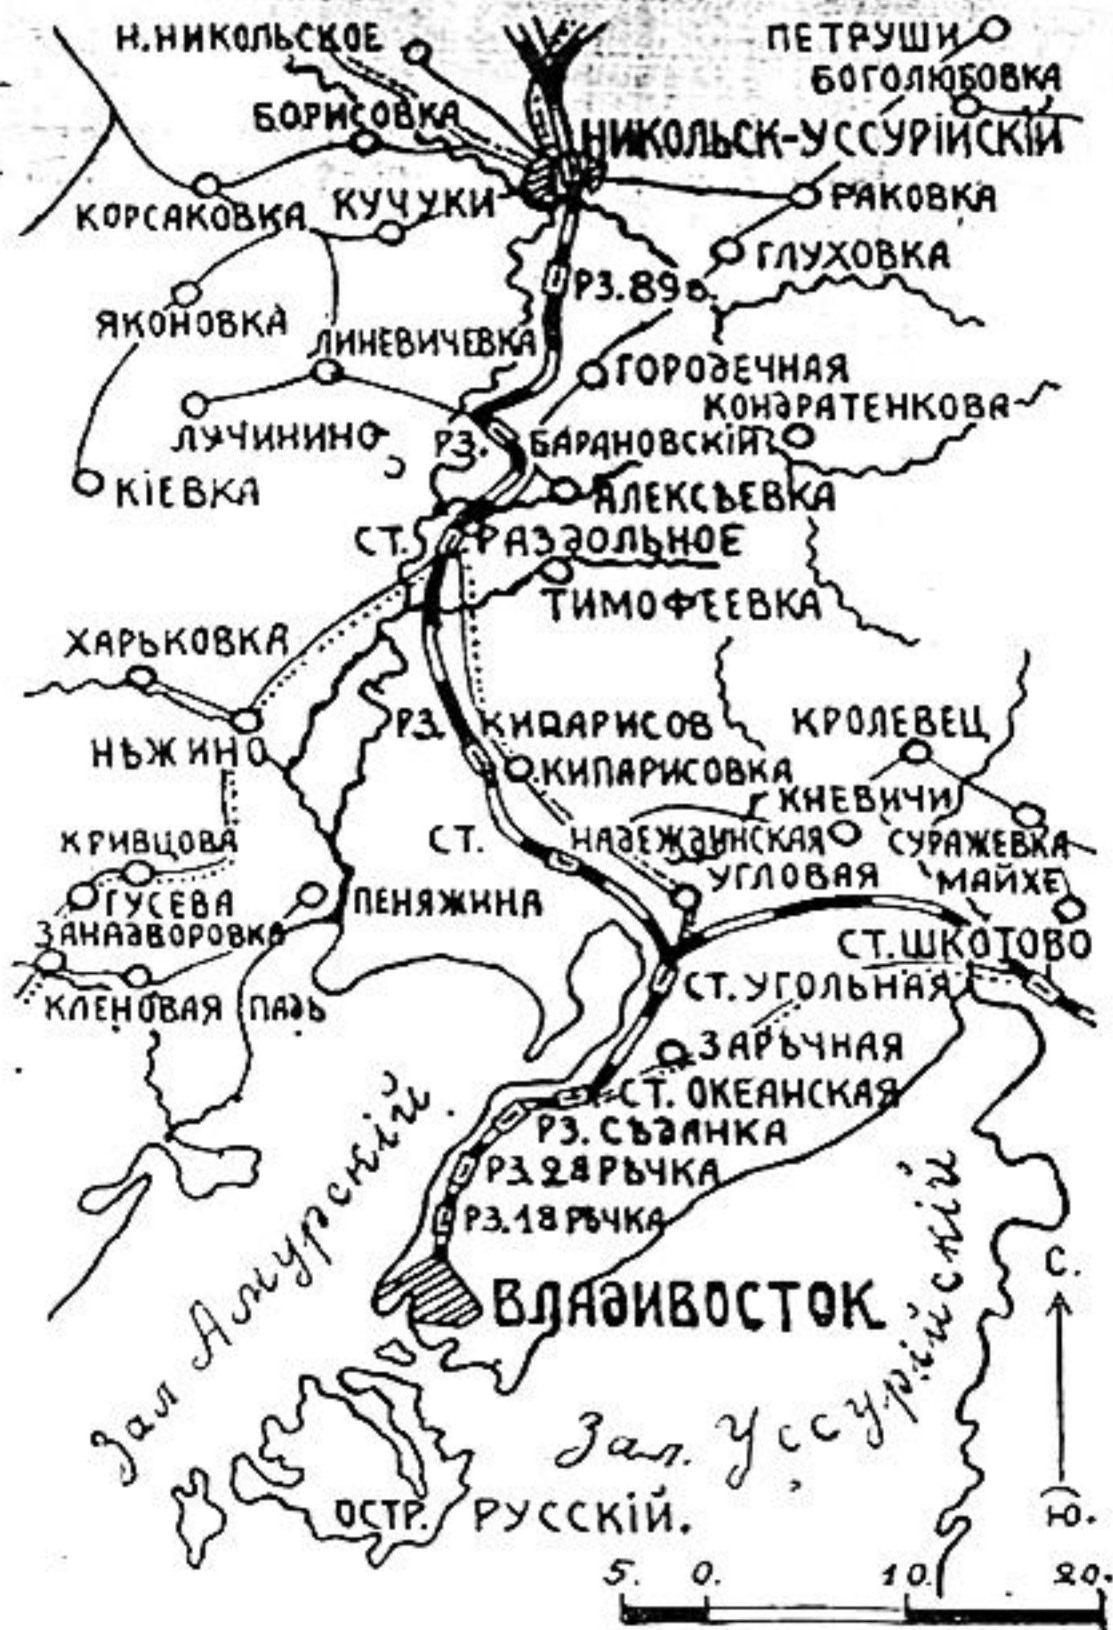 Н.НИКОЛЬСКОЕ
ПЕТРУШИ
БОГОЛЮБОВКА
БОРИСОВКА
НИКОЛЬСК-УССУРІЙСКІЙ
КОРСАКОВКА
КУЧУКИ
РАКОВКА
ГЛУХОВКА
РЗ.89в.
ЯКОНОВКА
ЛИНЕВИЧЕВКА
ГОРОДЕЧНАЯ
КОНДРАТЕНКОВА
ЛУЧИНИНО
РЗ. БАРАНОВСКІЙ
КІЕВКА
АЛЕКСѢЕВКА
СТ. РАЗДОЛЬНОЕ
ТИМОФЕЕВКА
ХАРЬКОВКА
РЗ. КИПАРИСОВ
КРОЛЕВЕЦ
НѢЖИНО
КИПАРИСОВКА
КНЕВИЧИ
КРИВЦОВА
СТ. НАДЕЖДИНСКАЯ
СУРАЖЕВКА
УГЛОВАЯ
МАЙХЕ
ГУСЕВА
ПЕНЯЖИНА
ЗАНАДВОРОВКА
СТ.ШКОТОВО
СТ.УГОЛЬНАЯ
КЛЕНОВАЯ ПАДЬ
ЗАРѢЧНАЯ
СТ. ОКЕАНСКАЯ
РЗ. СѢДАНКА
РЗ.28 РѢЧКА
РЗ.18 РѢЧКА
Зал Амурскій.
ВЛАДИВОСТОК
С.
Зал. Уссурійскій
ОСТР. РУССКІЙ.
Ю.
5. 0. 10. 20.